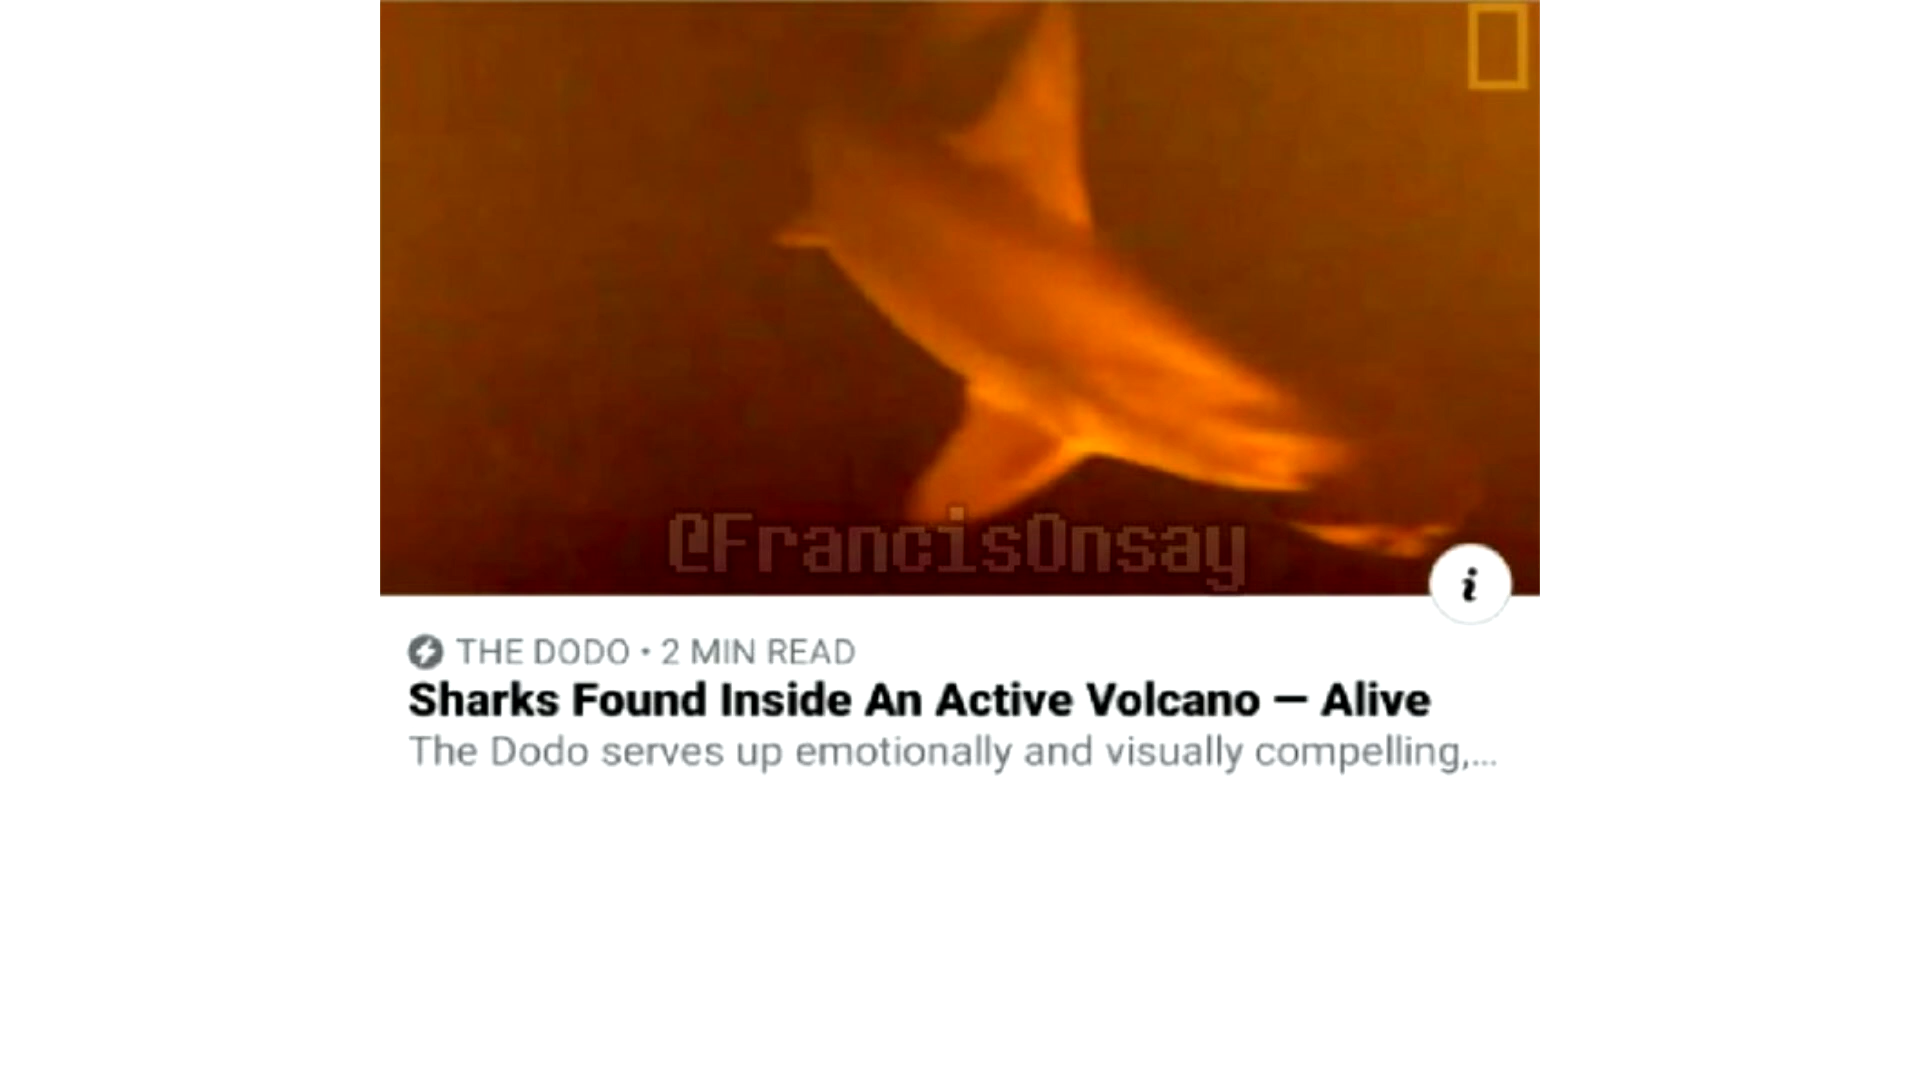 @FrancisOnsay
i
THE DODO • 2 MIN READ
Sharks Found Inside An Active Volcano — Alive
The Dodo serves up emotionally and visually compelling,...